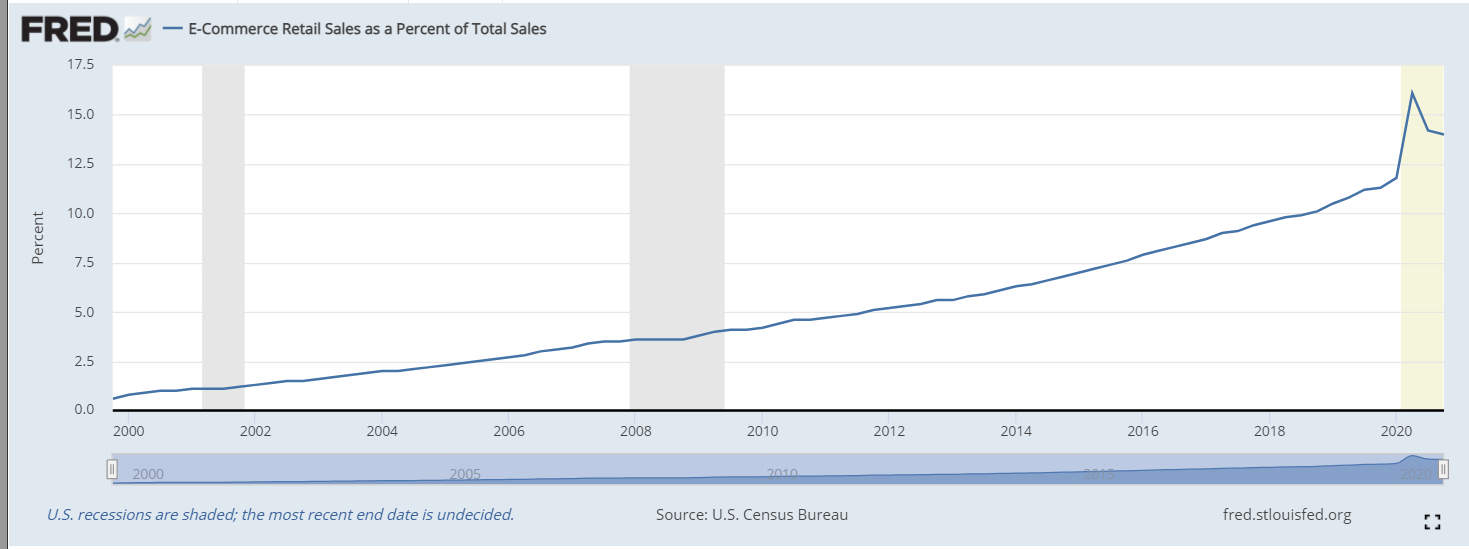 FRED E-Commerce Retail Sales as a Percent of Total Sales
17.5
15.0
12.5
10.0
7.5
5.0
2.5
0.0
Percent
2000 2002 2004 2006 2008 2010 2012 2014 2016 2018 2020
2000 2005 2010 2015 2020
U.S. recessions are shaded; the most recent end date is undecided. Source: U.S. Census Bureau fred.stlouisfed.org